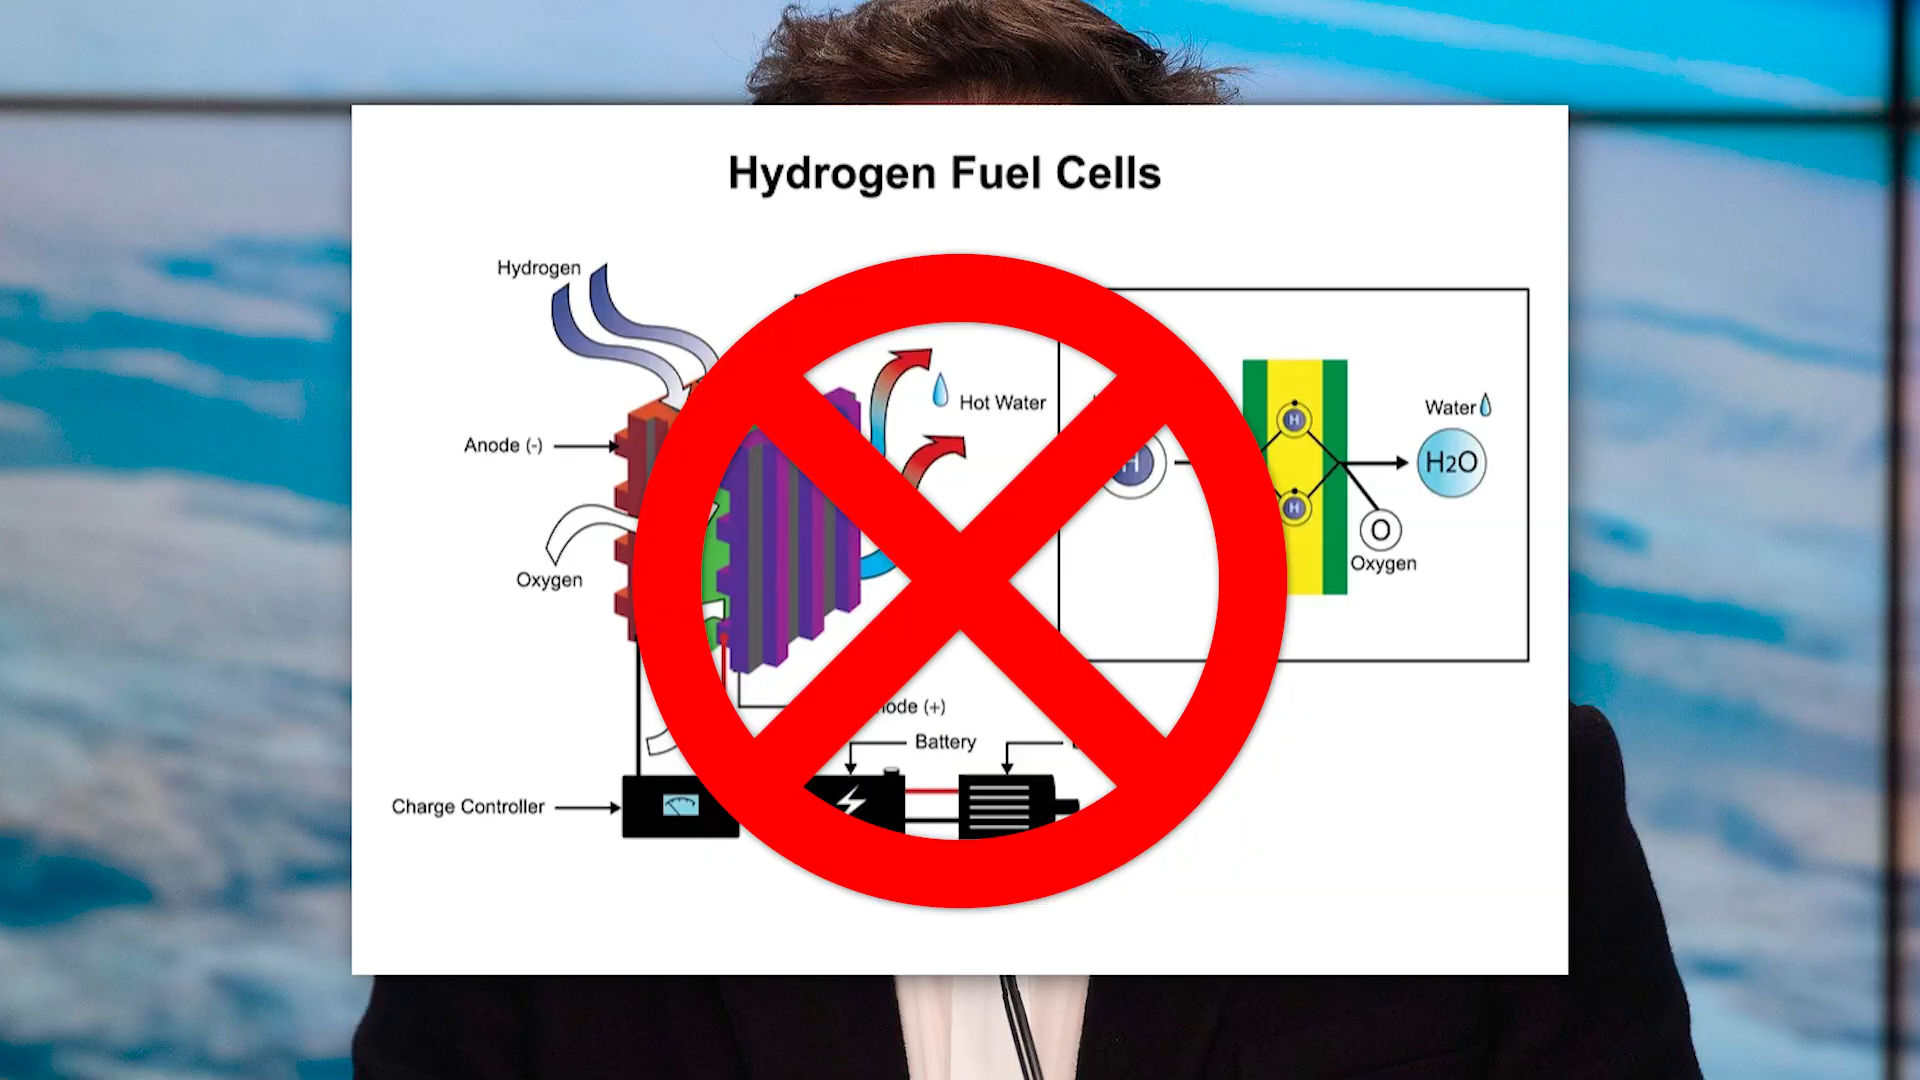 Hydrogen Fuel Cells
Hydrogen
Hot Water
Anode (-)
Oxygen
H
H
H
Water
H2O
O
Oxygen
(+)
Battery
Charge Controller